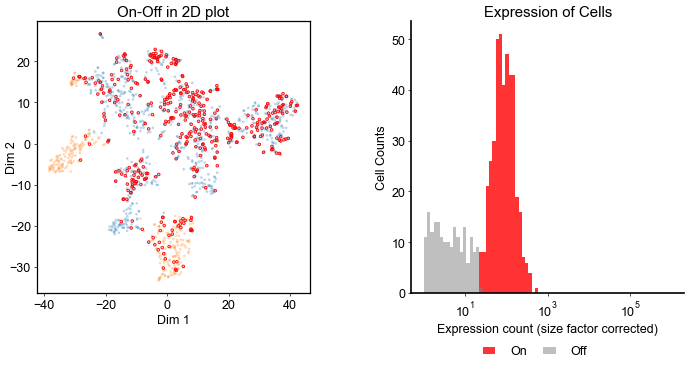 On-Off in 2D plot
20
10
0
−10
−20
−30
Dim 2
−40
−20
0
20
40
Dim 1
Expression of Cells
50
40
30
20
10
0
Cell Counts
10^1
10^3
10^5
Expression count (size factor corrected)
On
Off